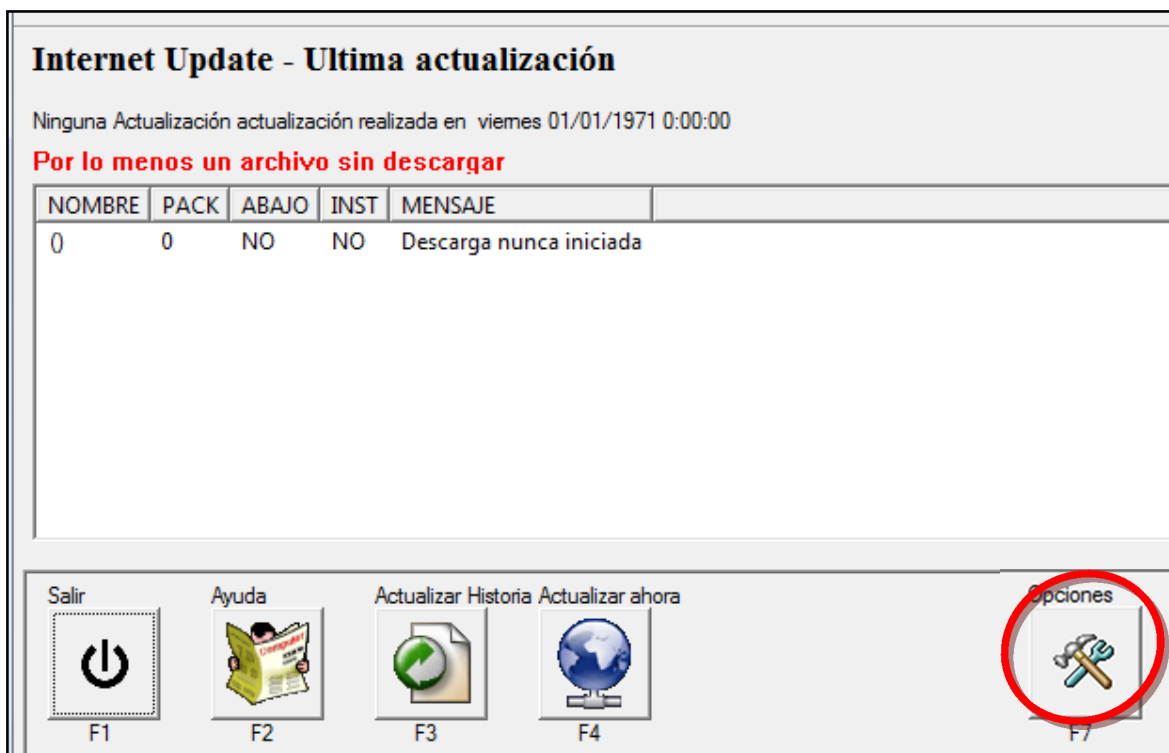 Internet Update - Ultima actualización
Ninguna Actualización actualización realizada en viernes 01/01/1971 0:00:00
Por lo menos un archivo sin descargar
NOMBRE PACK ABAJO INST MENSAJE
() 0 NO NO Descarga nunca iniciada
Salir Ayuda Actualizar Historia Actualizar ahora Opciones
Computer
F1 F2 F3 F4 F7